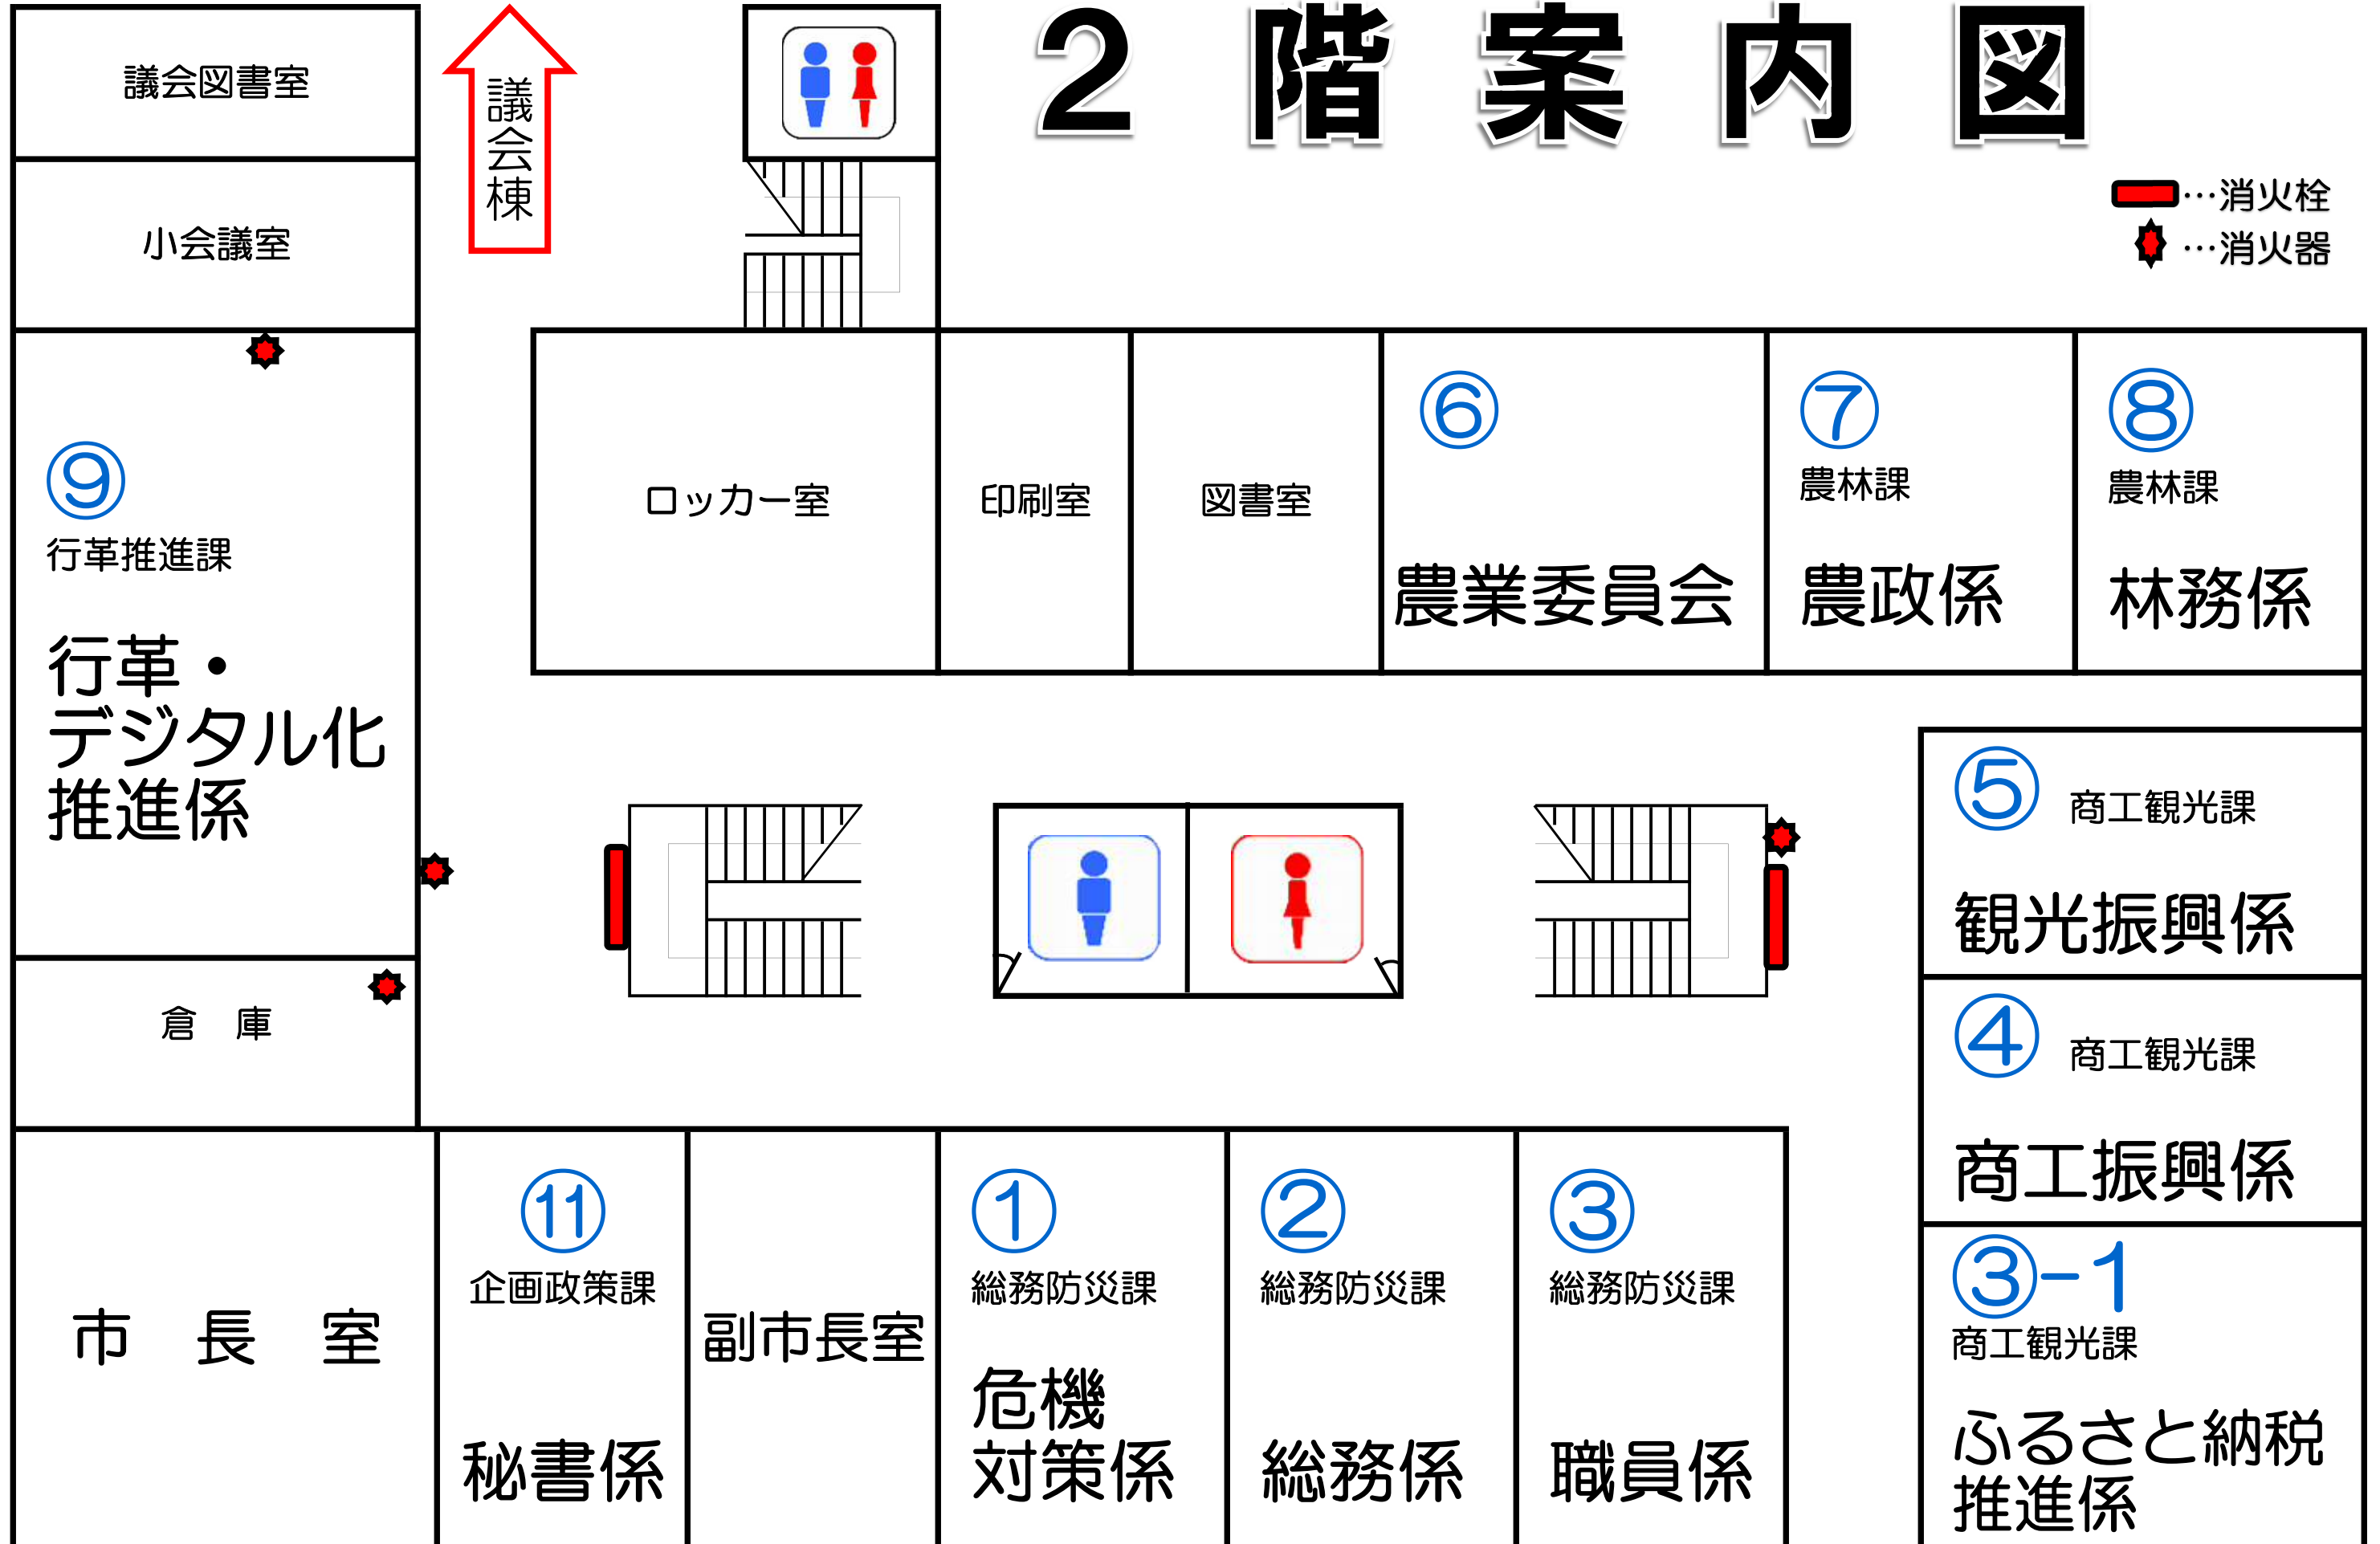 2階案内図
…消火栓
…消火器
議会図書室
議会棟
小会議室
⑨
行革推進課
行革・
デジタル化
推進係
ロッカー室
印刷室
図書室
⑥
農業委員会
⑦
農林課
農政係
⑧
農林課
林務係
⑤ 商工観光課
観光振興係
④ 商工観光課
商工振興係
③-1
商工観光課
ふるさと納税
推進係
倉 庫
市 長 室
⑪
企画政策課
秘書係
副市長室
①
総務防災課
危機
対策係
②
総務防災課
総務係
③
総務防災課
職員係